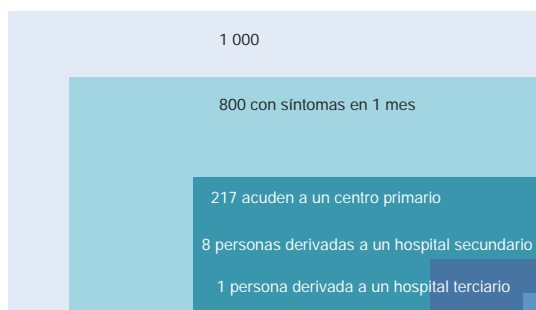 1 000
800 con síntomas en 1 mes
217 acuden a un centro primario
8 personas derivadas a un hospital secundario
1 persona derivada a un hospital terciario